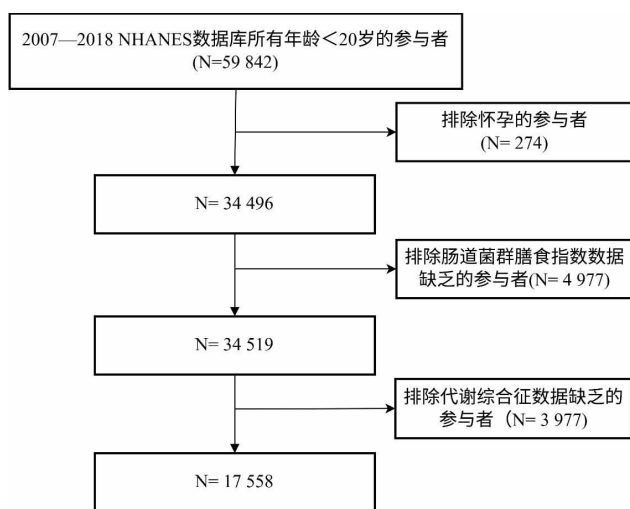 2007—2018 NHANES数据库所有年龄＜20岁的参与者
(N=59 842)
排除怀孕的参与者
(N= 274)
N= 34 496
排除肠道菌群膳食指数数据
缺乏的参与者(N= 4 977)
N= 34 519
排除代谢综合征数据缺乏的
参与者（N= 3 977)
N= 17 558